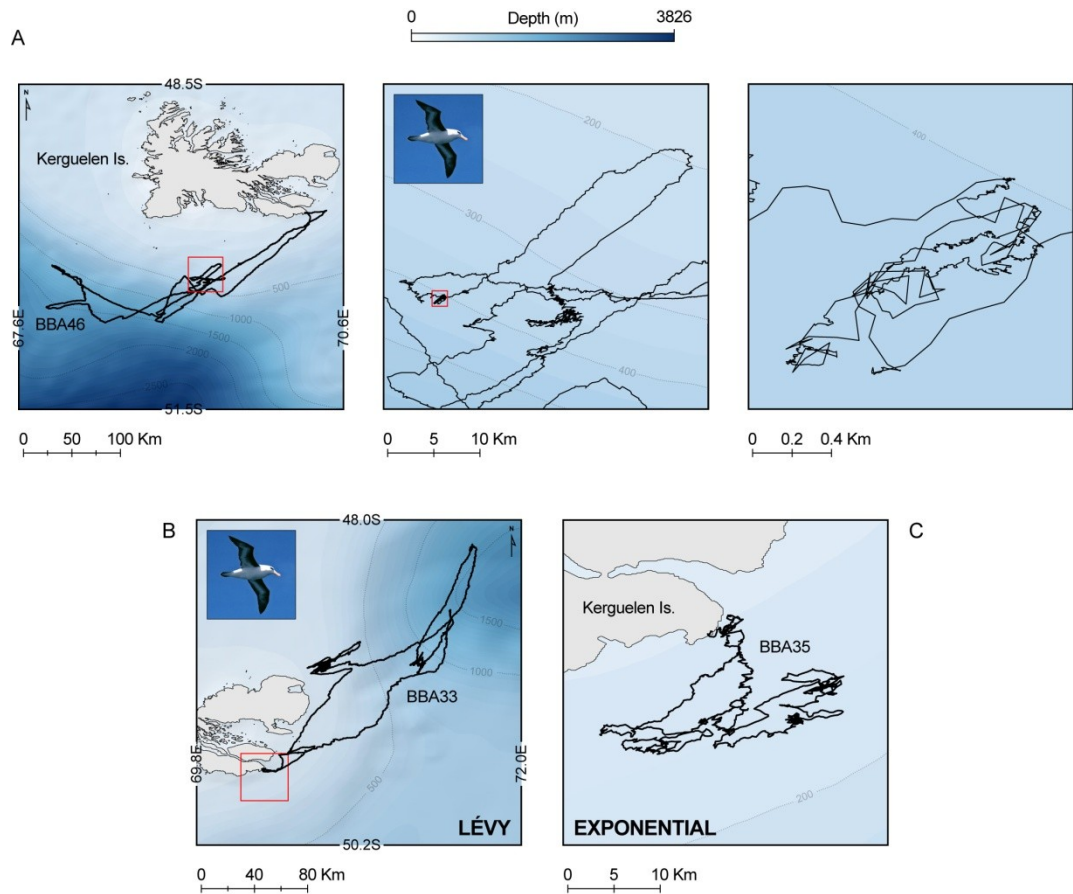 Depth (m)
0 3826
A
N
48.5S
Kerguelen Is.
BBA46
67.6E
70.6E
500
1000
1500
2000
51.5S
0 50 100 Km
200
300
400
0 5 10 Km
400
0 0.2 0.4 Km
B
48.0S
N
1500
1000
BBA33
69.8E
72.0E
500
LÉVY
50.2S
0 40 80 Km
C
Kerguelen Is.
BBA35
200
EXPONENTIAL
0 5 10 Km